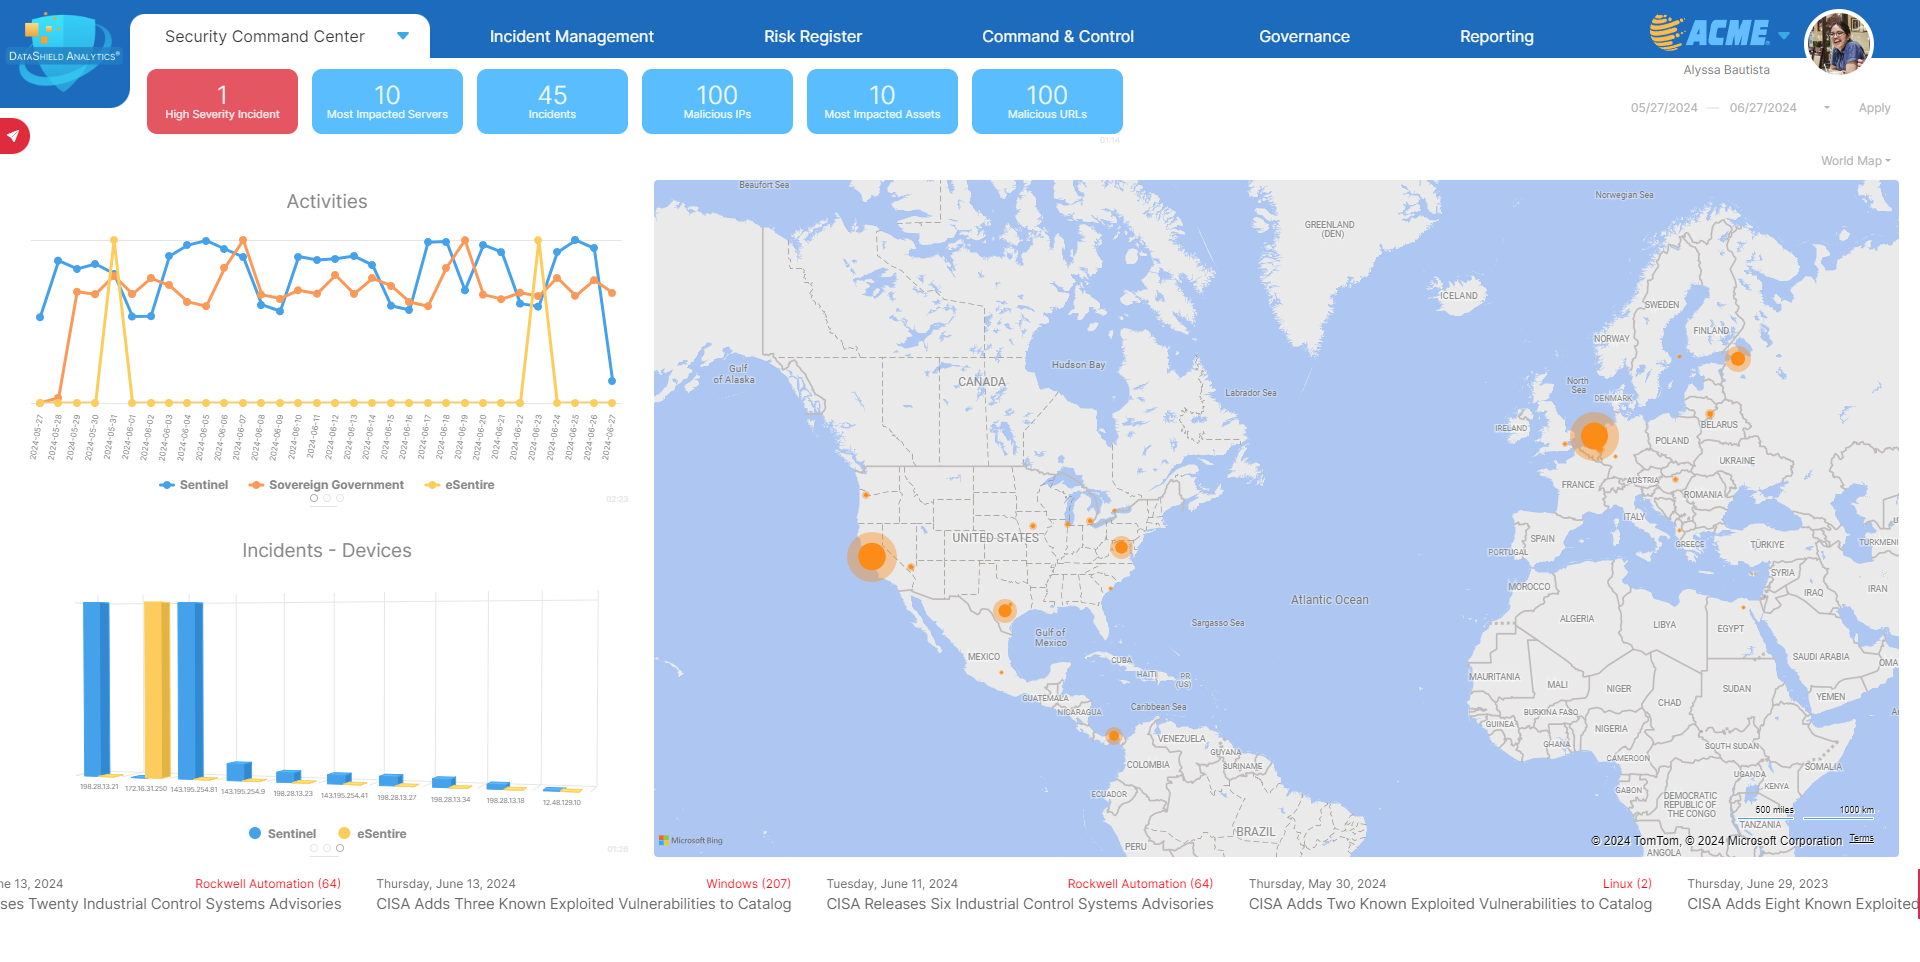 DATASHIELD ANALYTICS®
Security Command Center
Incident Management
Risk Register
Command & Control
Governance
Reporting
ACME
Alyssa Bautista
1
High Severity Incident
10
Most Impacted Servers
45
Incidents
100
Malicious IPs
10
Most Impacted Assets
100
Malicious URLs
01:14
05/27/2024 — 06/27/2024
Apply
World Map
Activities
2024-05-27
2024-05-28
2024-05-29
2024-05-30
2024-05-31
2024-06-01
2024-06-02
2024-06-03
2024-06-04
2024-06-05
2024-06-06
2024-06-07
2024-06-08
2024-06-09
2024-06-10
2024-06-11
2024-06-12
2024-06-13
2024-06-14
2024-06-15
2024-06-16
2024-06-17
2024-06-18
2024-06-19
2024-06-20
2024-06-21
2024-06-22
2024-06-23
2024-06-24
2024-06-25
2024-06-26
2024-06-27
Sentinel
Sovereign Government
eSentire
02:23
Incidents - Devices
198.28.13.21
172.16.31.250
143.195.254.81
143.195.254.9
198.28.13.23
143.195.254.41
198.28.13.27
198.28.13.34
198.28.13.18
12.48.129.10
Sentinel
eSentire
Beaufort Sea
Norwegian Sea
GREENLAND
(DEN)
ICELAND
SWEDEN
FINLAND
NORWAY
Gulf
of Alaska
CANADA
Hudson Bay
Labrador Sea
North
Sea
DENMARK
IRELAND
BELARUS
POLAND
UKRAINE
FRANCE
AUSTRIA
ROMANIA
ITALY
UNITED STATES
SPAIN
PORTUGAL
GREECE
TÜRKIYE
TURKMEN
SYRIA
MOROCCO
IRAQ
IRAN
Atlantic Ocean
ALGERIA
LIBYA
EGYPT
Sargasso Sea
Gulf of
Mexico
MEXICO
CUBA
HAITI
PR
(US)
SAUDI ARABIA
OMA
MAURITANIA
MALI
NIGER
SUDAN
CHAD
YEMEN
GUATEMALA
NICARAGUA
Caribbean Sea
BURKINA FASO
GUINEA
NIGERIA
GHANA
VENEZUELA
GUYANA
SURINAME
COLOMBIA
SOUTH SUDAN
CAMEROON
SOMALIA
UGANDA
KENYA
GABON
ECUADOR
DEMOCRATIC
REPUBLIC OF
THE CONGO
TANZANIA
BRAZIL
PERU
ANGOLA
500 miles
1000 km
Microsoft Bing
© 2024 TomTom, © 2024 Microsoft Corporation
Terms
ne 13, 2024
Rockwell Automation (64)
ses Twenty Industrial Control Systems Advisories
Thursday, June 13, 2024
Windows (207)
CISA Adds Three Known Exploited Vulnerabilities to Catalog
Tuesday, June 11, 2024
Rockwell Automation (64)
CISA Releases Six Industrial Control Systems Advisories
Thursday, May 30, 2024
Linux (2)
CISA Adds Two Known Exploited Vulnerabilities to Catalog
Thursday, June 29, 2023
CISA Adds Eight Known Exploited